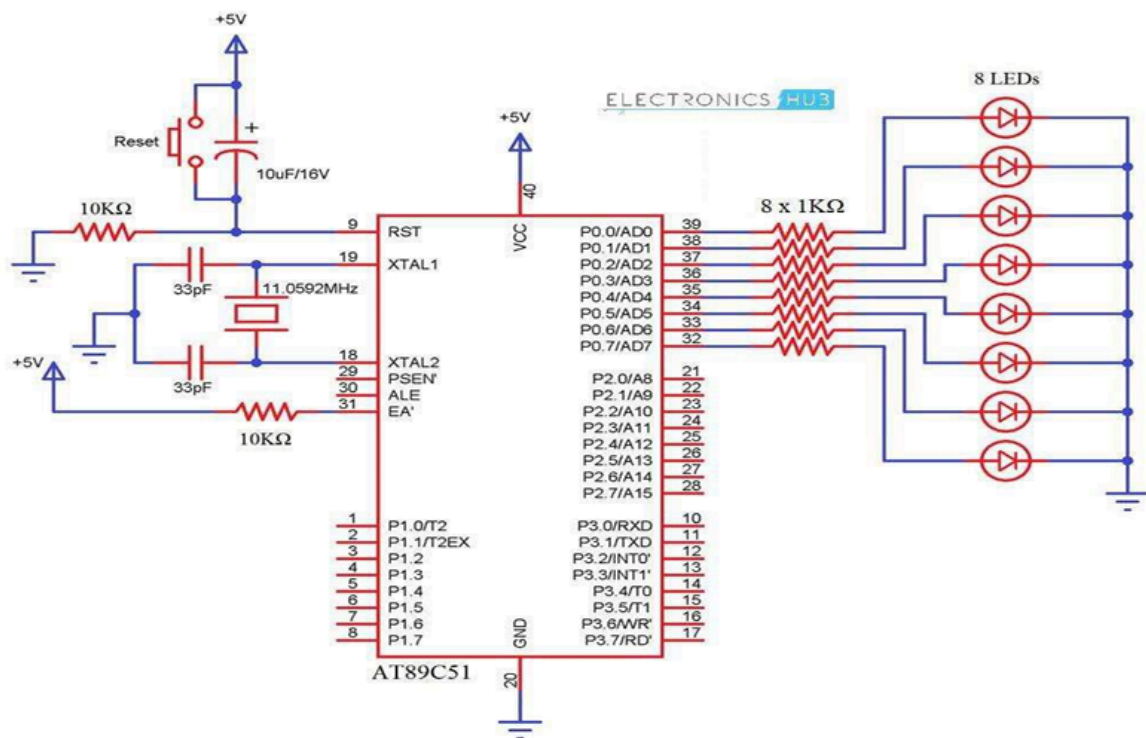 +5V
8 LEDs
ELECTRONICS HUB
+5V
Reset
+
10uF/16V
40
VCC
10KΩ
8 x 1KΩ
9 RST
P0.0/AD0 39
P0.1/AD1 38
19 XTAL1
P0.2/AD2 37
33pF
11.0592MHz
P0.3/AD3 36
P0.4/AD4 35
P0.5/AD5 34
P0.6/AD6 33
P0.7/AD7 32
+5V
18 XTAL2
33pF
29 PSEN'
P2.0/A8 21
30 ALE
P2.1/A9 22
31 EA'
P2.2/A10 23
10KΩ
P2.3/A11 24
P2.4/A12 25
P2.5/A13 26
P2.6/A14 27
P2.7/A15 28
1 P1.0/T2
P3.0/RXD 10
2 P1.1/T2EX
P3.1/TXD 11
3 P1.2
P3.2/INT0' 12
4 P1.3
P3.3/INT1' 13
5 P1.4
P3.4/T0 14
6 P1.5
P3.5/T1 15
7 P1.6
P3.6/WR' 16
8 P1.7
P3.7/RD' 17
GND
AT89C51
20